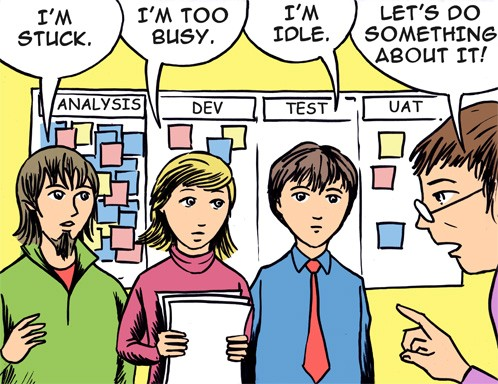 I'M
STUCK.
I'M TOO
BUSY.
I'M
IDLE.
LET'S DO
SOMETHING
ABOUT IT!
ANALYSIS
DEV
TEST
UAT